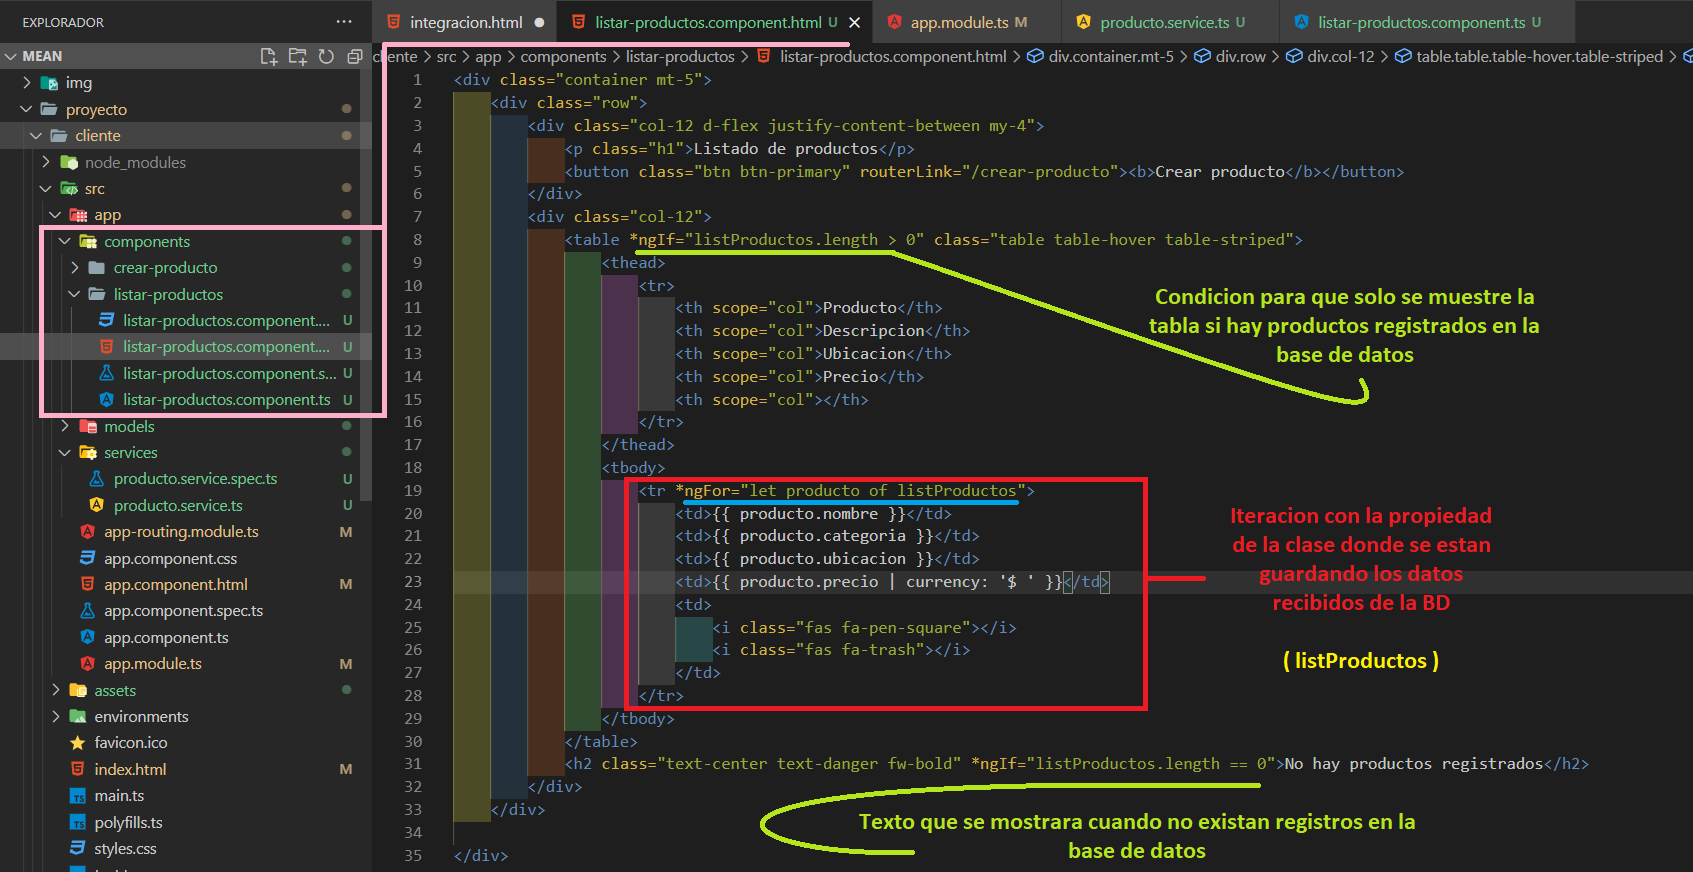 EXPLORADOR
...
integracion.html
listar-productos.component.html U
app.module.ts M
producto.service.ts U
listar-productos.component.ts U
MEAN
cliente > src > app > components > listar-productos > listar-productos.component.html > div.container.mt-5 > div.row > div.col-12 > table.table.table-hover.table-striped >
img
proyecto
cliente
node_modules
src
app
components
crear-producto
listar-productos
listar-productos.component.... U
listar-productos.component.... U
listar-productos.component.s... U
listar-productos.component.ts U
models
services
producto.service.spec.ts U
producto.service.ts U
app-routing.module.ts M
app.component.css
app.component.html M
app.component.spec.ts
app.component.ts
app.module.ts M
assets
environments
favicon.ico
index.html M
main.ts
polyfills.ts
styles.css
1 <div class="container mt-5">
2 <div class="row">
3 <div class="col-12 d-flex justify-content-between my-4">
4 <p class="h1">Listado de productos</p>
5 <button class="btn btn-primary" routerLink="/crear-producto"><b>Crear producto</b></button>
6 </div>
7 <div class="col-12">
8 <table *ngIf="listProductos.length > 0" class="table table-hover table-striped">
9 <thead>
10 <tr>
11 <th scope="col">Producto</th>
12 <th scope="col">Descripcion</th>
13 <th scope="col">Ubicacion</th>
14 <th scope="col">Precio</th>
15 <th scope="col"></th>
16 </tr>
17 </thead>
18 <tbody>
19 <tr *ngFor="let producto of listProductos">
20 <td>{{ producto.nombre }}</td>
21 <td>{{ producto.categoria }}</td>
22 <td>{{ producto.ubicacion }}</td>
23 <td>{{ producto.precio | currency: '$ ' }}</td>
24 <td>
25 <i class="fas fa-pen-square"></i>
26 <i class="fas fa-trash"></i>
27 </td>
28 </tr>
29 </tbody>
30 </table>
31 <h2 class="text-center text-danger fw-bold" *ngIf="listProductos.length == 0">No hay productos registrados</h2>
32 </div>
33 </div>
34
35 </div>
Condicion para que solo se muestre la
tabla si hay productos registrados en la
base de datos
Iteracion con la propiedad
de la clase donde se estan
guardando los datos
recibidos de la BD
( listProductos )
Texto que se mostrara cuando no existan registros en la
base de datos